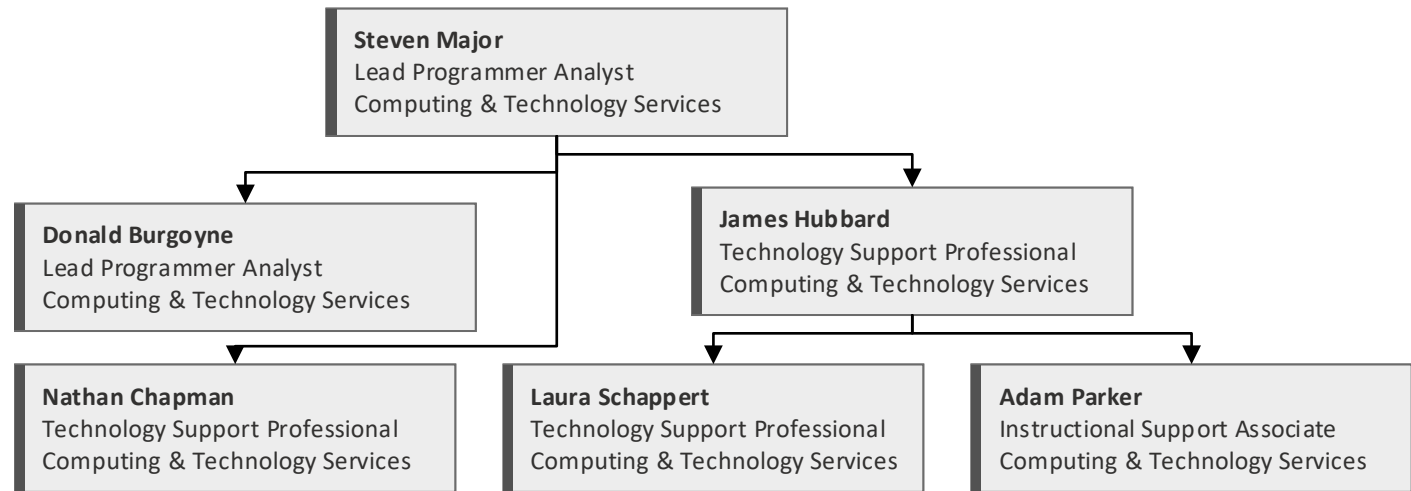 Steven Major
Lead Programmer Analyst
Computing & Technology Services
Donald Burgoyne
Lead Programmer Analyst
Computing & Technology Services
James Hubbard
Technology Support Professional
Computing & Technology Services
Nathan Chapman
Technology Support Professional
Computing & Technology Services
Laura Schappert
Technology Support Professional
Computing & Technology Services
Adam Parker
Instructional Support Associate
Computing & Technology Services